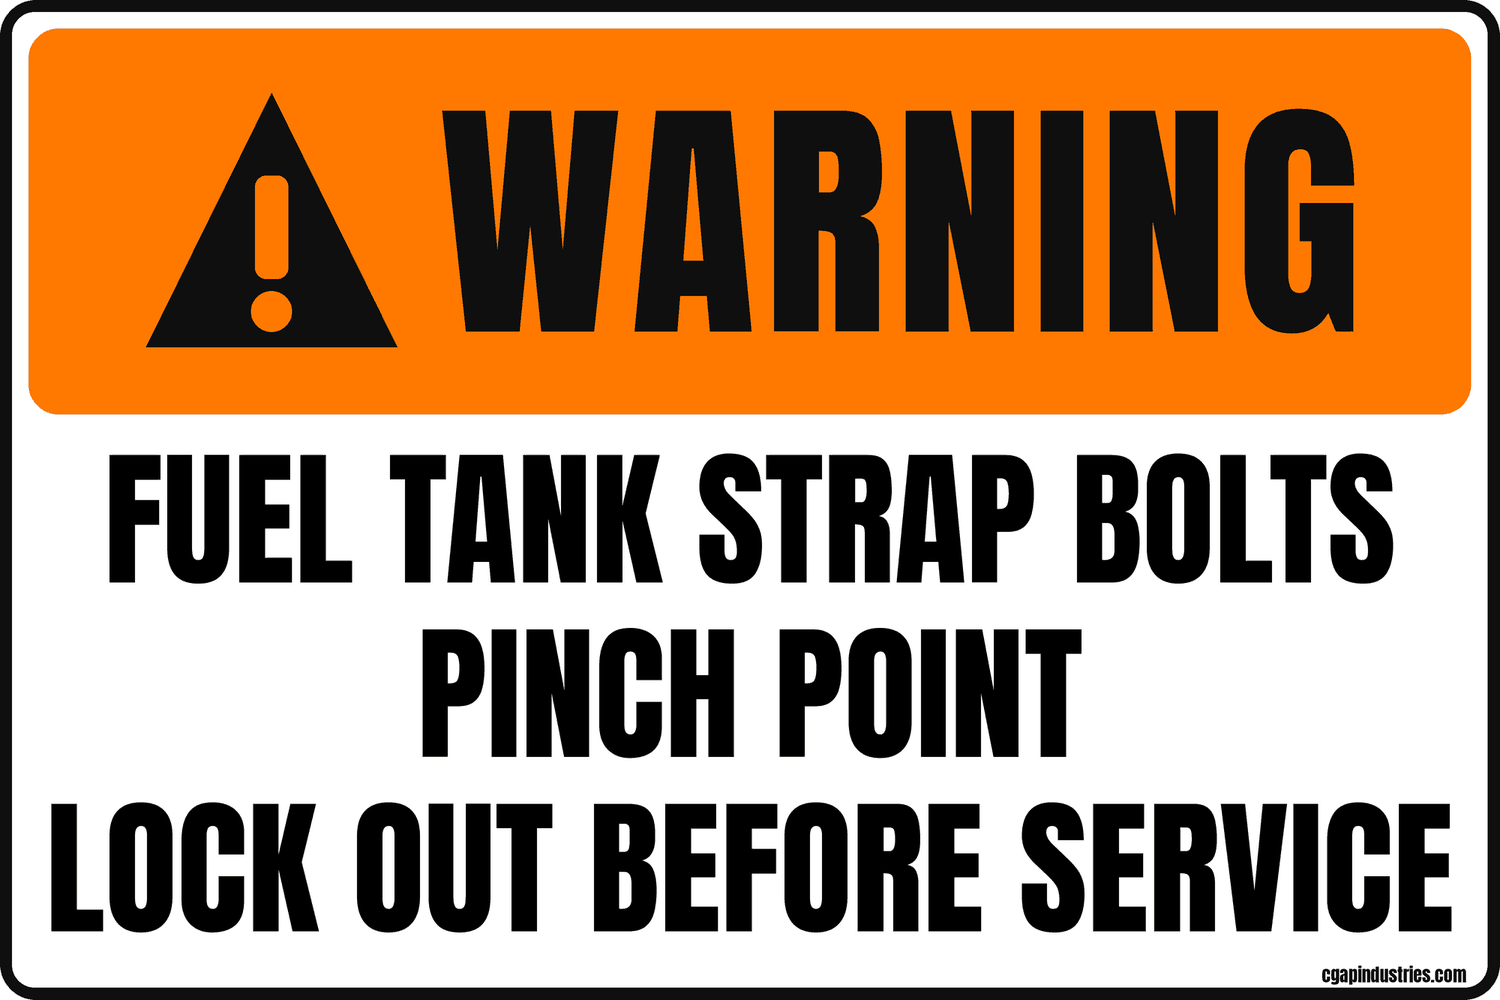 WARNING
FUEL TANK STRAP BOLTS
PINCH POINT
LOCK OUT BEFORE SERVICE
cgapindustries.com